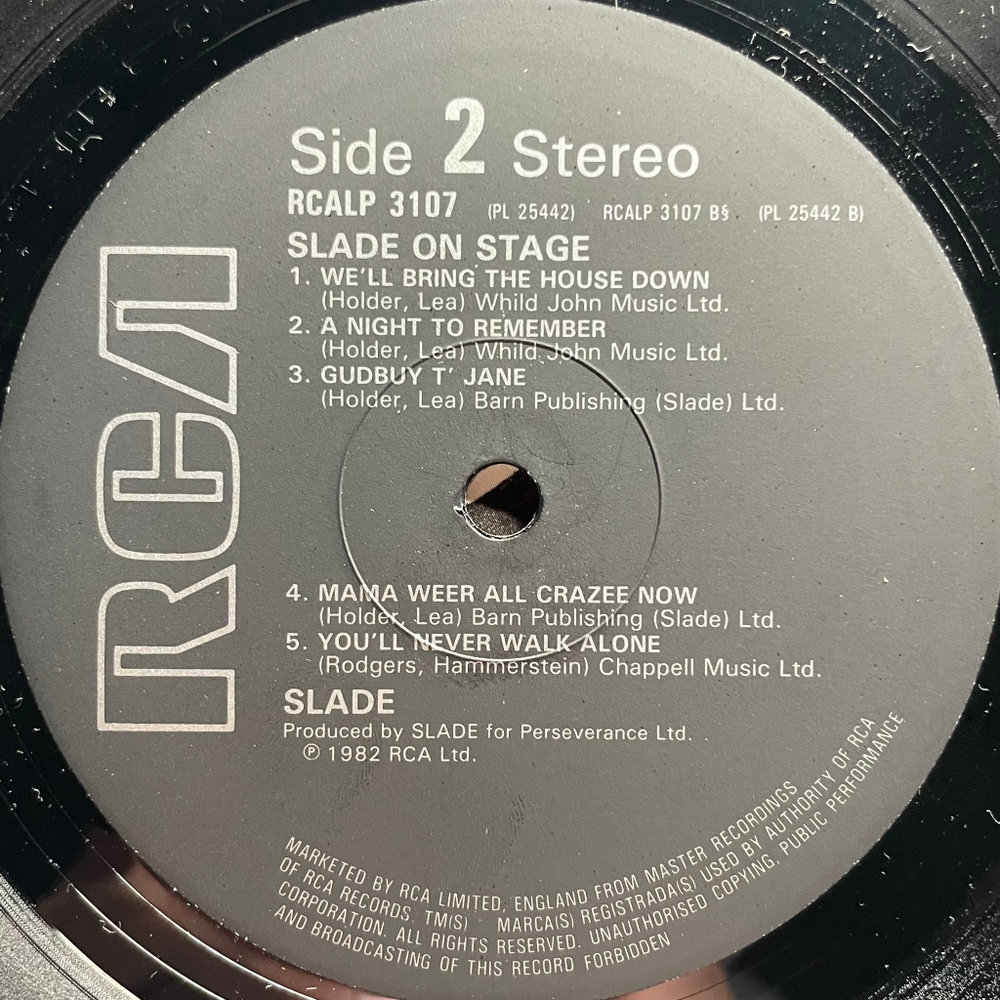 Side 2 Stereo
RCALP 3107 (PL 25442) RCALP 3107 B§ (PL 25442 B)
SLADE ON STAGE
1. WE'LL BRING THE HOUSE DOWN
(Holder, Lea) Whild John Music Ltd.
2. A NIGHT TO REMEMBER
(Holder, Lea) Whild John Music Ltd.
3. GUDBUY T' JANE
(Holder, Lea) Barn Publishing (Slade) Ltd.
4. MAMA WEER ALL CRAZEE NOW
(Holder, Lea) Barn Publishing (Slade) Ltd.
5. YOU'LL NEVER WALK ALONE
(Rodgers, Hammerstein) Chappell Music Ltd.
SLADE
Produced by SLADE for Perseverance Ltd.
℗ 1982 RCA Ltd.
RCA
MARKETED BY RCA LIMITED, ENGLAND FROM MASTER RECORDINGS
OF RCA RECORDS. TM(S) MARCA(S) REGISTRADA(S) USED BY AUTHORITY OF RCA
CORPORATION. ALL RIGHTS RESERVED. UNAUTHORISED COPYING, PUBLIC PERFORMANCE
AND BROADCASTING OF THIS RECORD FORBIDDEN